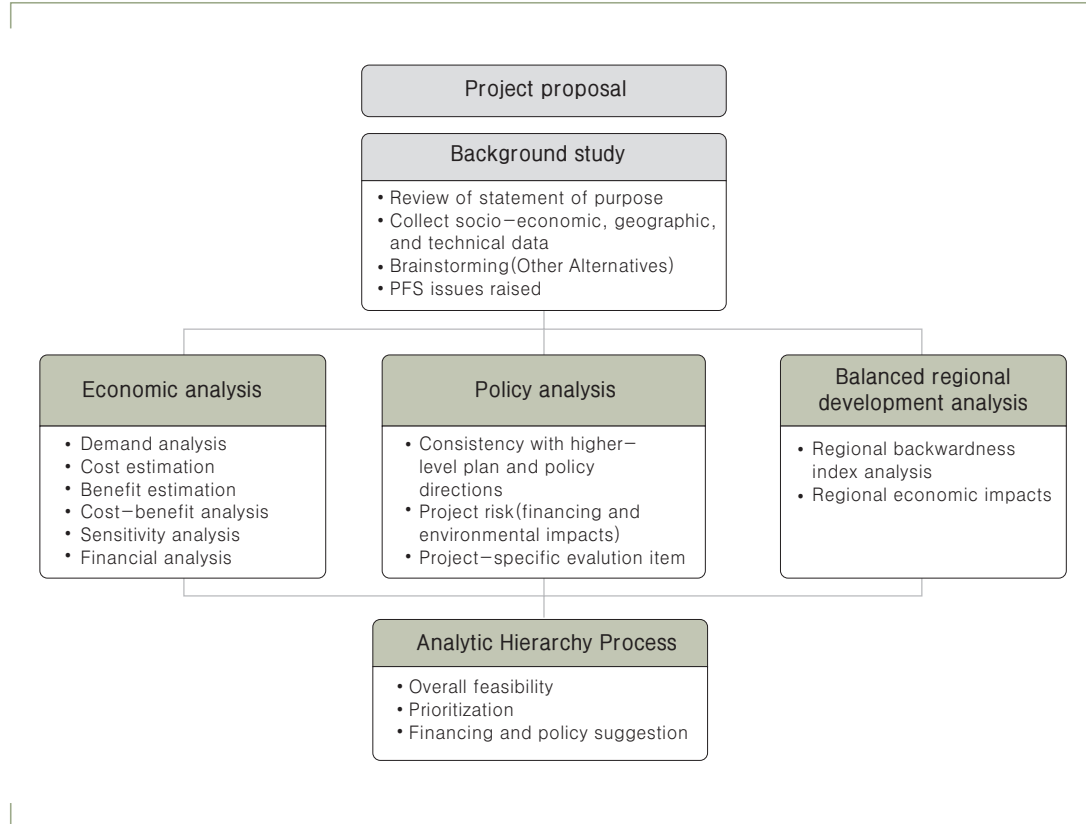 Project proposal
Background study
• Review of statement of purpose
• Collect socio-economic, geographic,
and technical data
• Brainstorming(Other Alternatives)
• PFS issues raised
Economic analysis
• Demand analysis
• Cost estimation
• Benefit estimation
• Cost-benefit analysis
• Sensitivity analysis
• Financial analysis
Policy analysis
• Consistency with higher-
level plan and policy
directions
• Project risk(financing and
environmental impacts)
• Project-specific evalution item
Balanced regional
development analysis
• Regional backwardness
index analysis
• Regional economic impacts
Analytic Hierarchy Process
• Overall feasibility
• Prioritization
• Financing and policy suggestion